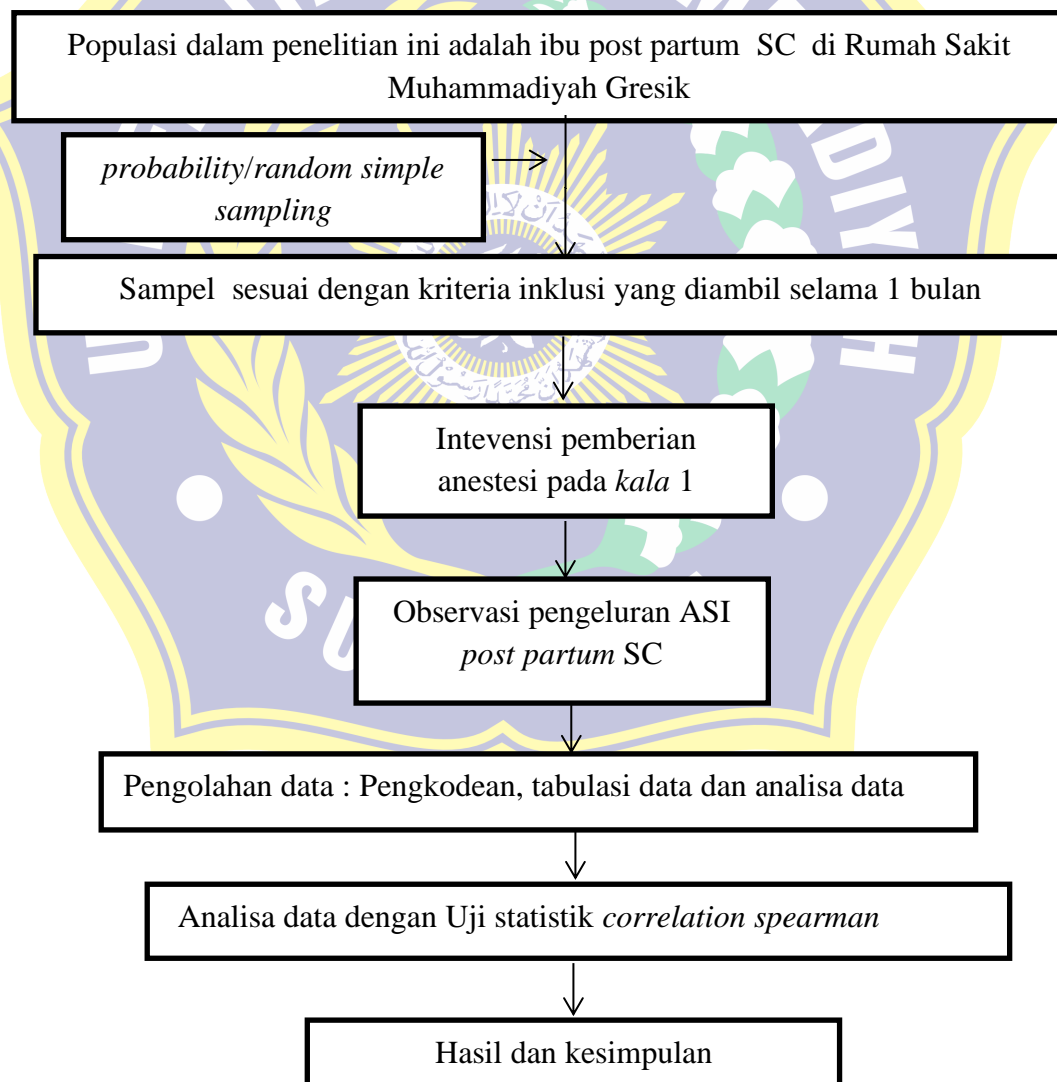 Populasi dalam penelitian ini adalah ibu post partum SC di Rumah Sakit
Muhammadiyah Gresik
probability/random simple
sampling
Sampel sesuai dengan kriteria inklusi yang diambil selama 1 bulan
Intevensi pemberian
anestesi pada kala 1
Observasi pengeluran ASI
post partum SC
Pengolahan data : Pengkodean, tabulasi data dan analisa data
Analisa data dengan Uji statistik correlation spearman
Hasil dan kesimpulan